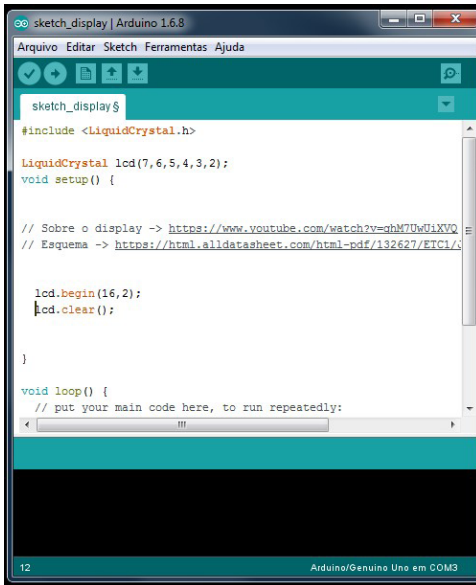 sketch_display | Arduino 1.6.8
Arquivo Editar Sketch Ferramentas Ajuda
sketch_display §
#include <LiquidCrystal.h>
LiquidCrystal lcd(7,6,5,4,3,2);
void setup() {
// Sobre o display -> https://www.youtube.com/watch?v=ghM7UwUiXVQ
// Esquema -> https://html.alldatasheet.com/html-pdf/132627/ETC1/
lcd.begin(16,2);
lcd.clear();
}
void loop() {
// put your main code here, to run repeatedly:
12
Arduino/Genuino Uno em COM3